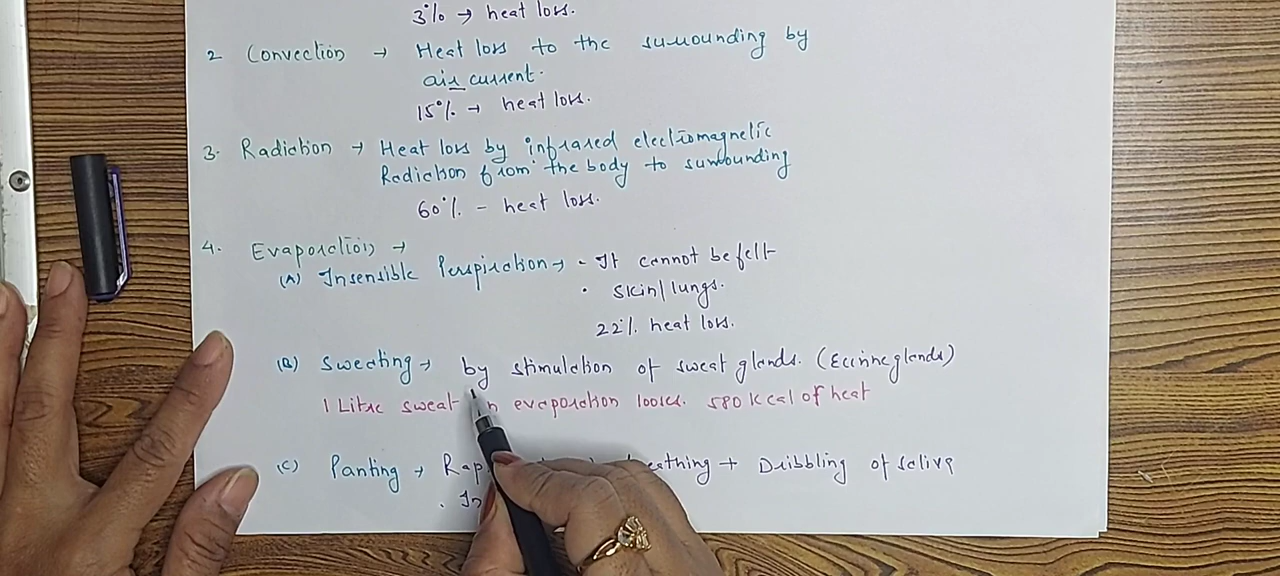 3% → heat loss.
2 Convection → Heat loss to the surrounding by
air current.
15% → heat loss.
3. Radiation → Heat loss by infrared electromagnetic
Radiation from the body to surrounding
60% - heat loss.
4. Evaporation →
(A) Insensible Perspiration → • It cannot be felt
• Skin/lungs.
22% heat loss.
(B) Sweating → by stimulation of sweat glands. (Eccrine glands)
1 Litre sweat evaporation looses. 580 Kcal of heat
(C) Panting → + Dribbling of saliva